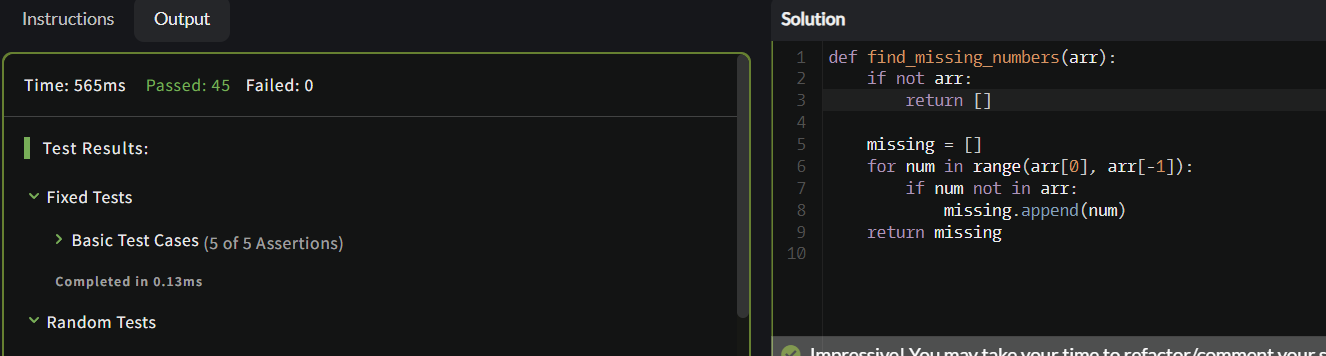 Instructions
Output
Time: 565ms Passed: 45 Failed: 0
Test Results:
Fixed Tests
Basic Test Cases (5 of 5 Assertions)
Completed in 0.13ms
Random Tests
Solution
1 def find_missing_numbers(arr):
2     if not arr:
3         return []
4
5     missing = []
6     for num in range(arr[0], arr[-1]):
7         if num not in arr:
8             missing.append(num)
9     return missing
10
Impressive! You may take your time to refactor/comment your